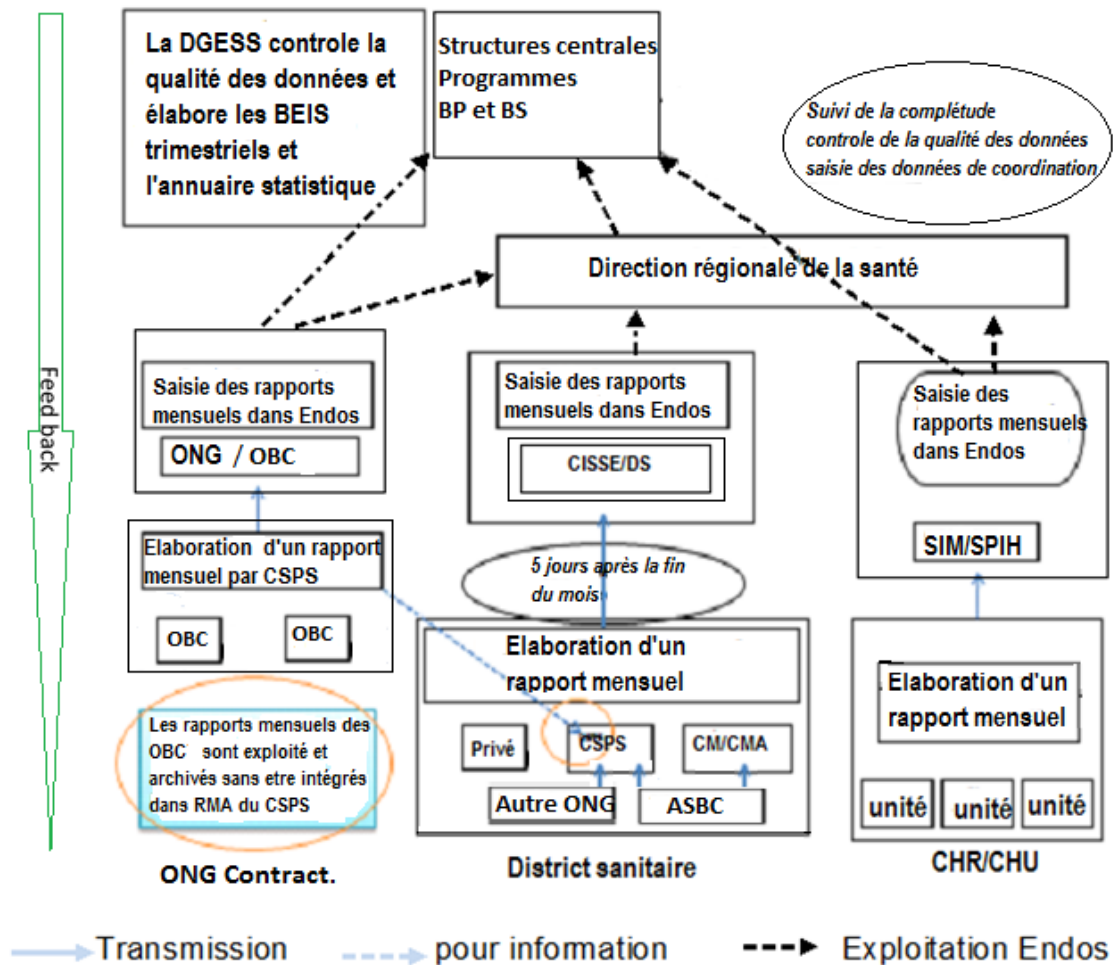 La DGESS controle la
qualité des données et
élabore les BEIS
trimestriels et
l'annuaire statistique
Structures centrales
Programmes
BP et BS
Suivi de la complétude
controle de la qualité des données
saisie des données de coordination
Direction régionale de la santé
Feed back
Saisie des rapports
mensuels dans Endos
ONG / OBC
Saisie des rapports
mensuels dans Endos
CISSE/DS
Saisie des
rapports mensuels
dans Endos
SIM/SPIH
Elaboration d'un rapport
mensuel par CSPS
OBC
OBC
5 jours après la fin
du mois
Elaboration d'un
rapport mensuel
Privé
CSPS
CM/CMA
Autre ONG
ASBC
Elaboration d'un
rapport mensuel
unité
unité
unité
Les rapports mensuels des
OBC sont exploité et
archivés sans etre intégrés
dans RMA du CSPS
ONG Contract.
District sanitaire
CHR/CHU
Transmission
pour information
Exploitation Endos